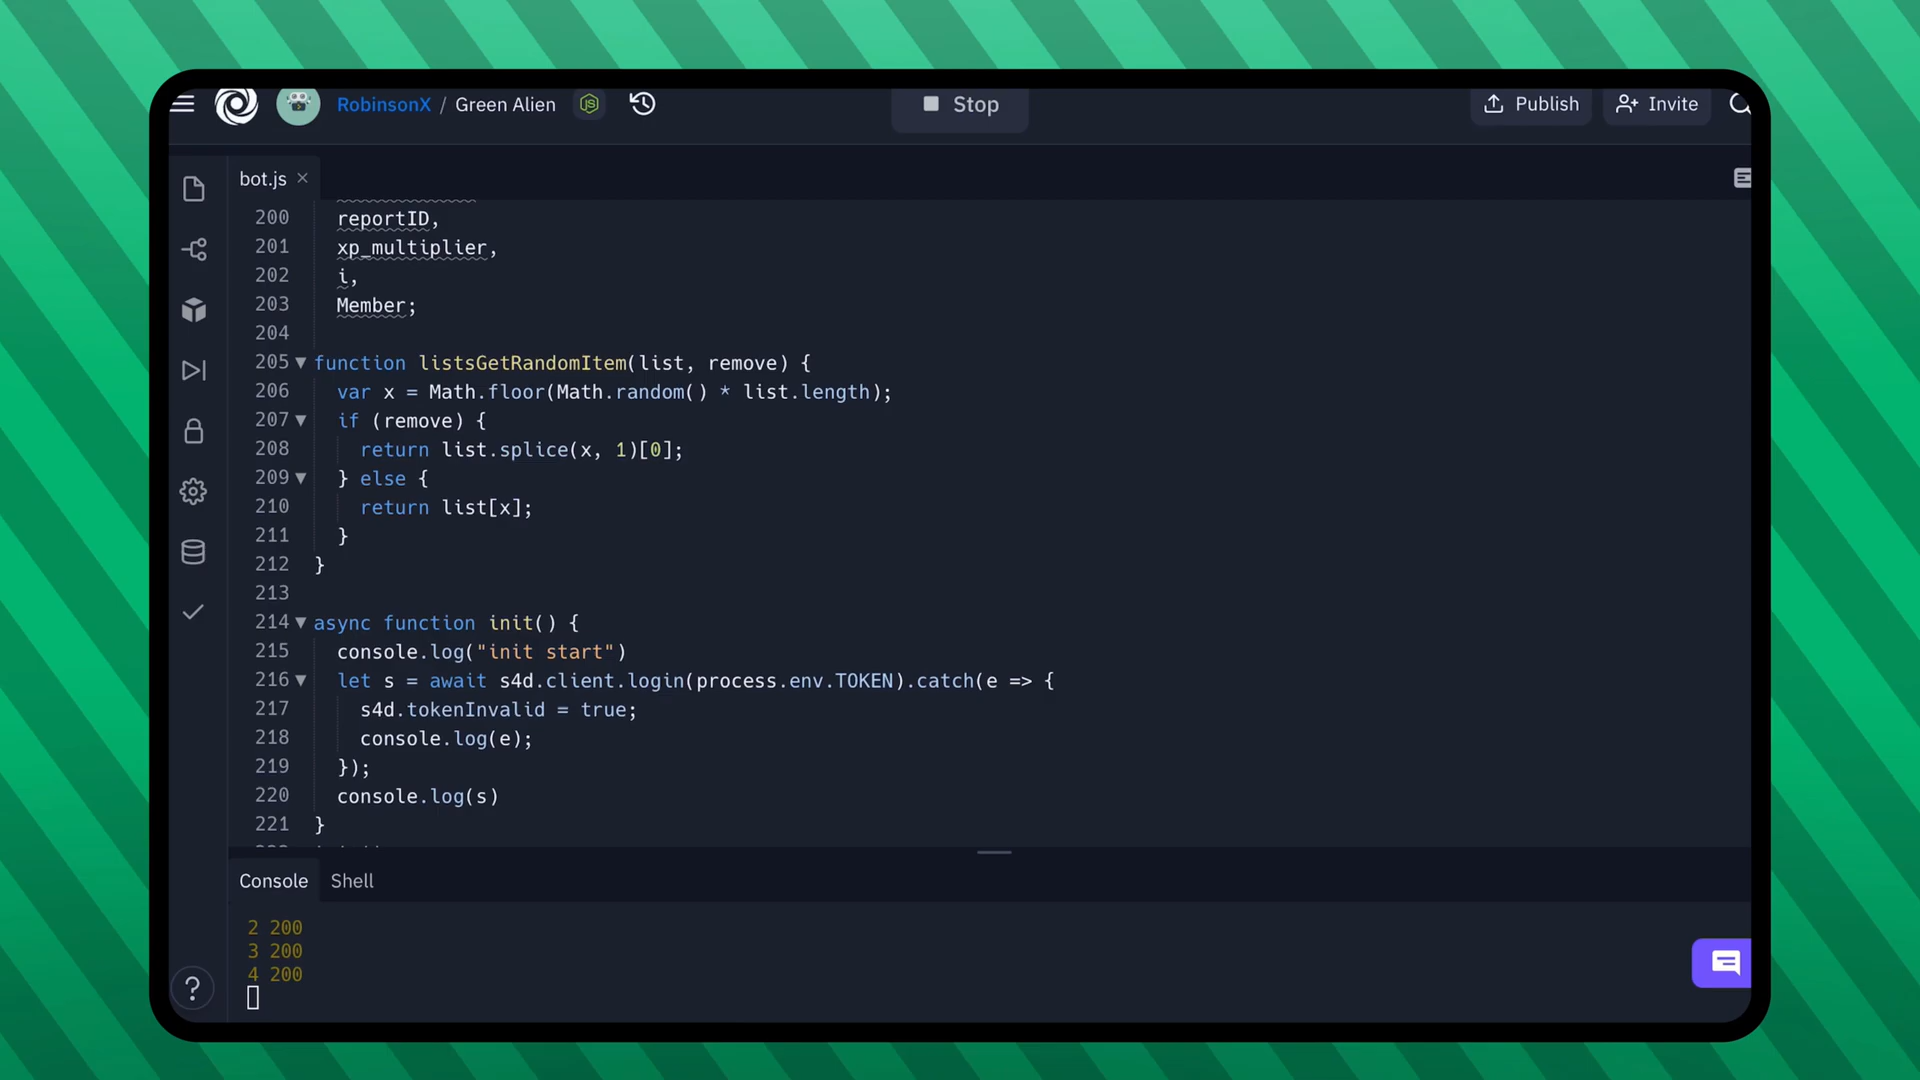 RobinsonX / Green Alien
Stop
Publish
Invite
bot.js
200 reportID,
201 xp_multiplier,
202 i,
203 Member;
204
205 function listsGetRandomItem(list, remove) {
206 var x = Math.floor(Math.random() * list.length);
207 if (remove) {
208 return list.splice(x, 1)[0];
209 } else {
210 return list[x];
211 }
212 }
213
214 async function init() {
215 console.log("init start")
216 let s = await s4d.client.login(process.env.TOKEN).catch(e => {
217 s4d.tokenInvalid = true;
218 console.log(e);
219 });
220 console.log(s)
221 }
Console Shell
2 200
3 200
4 200
?